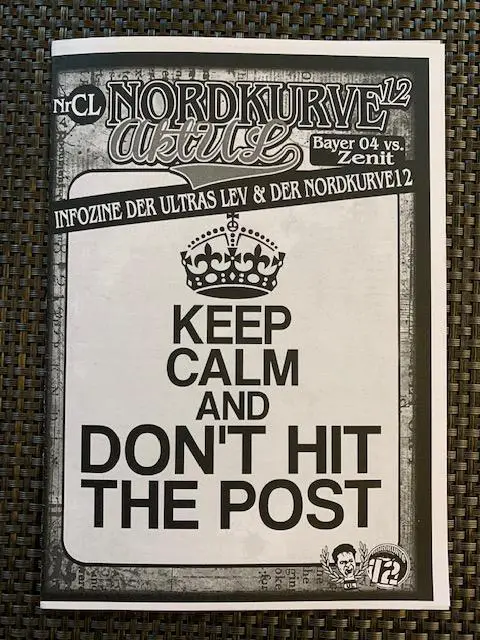 NrCL NORDKURVE12
aktuell
Bayer 04 vs.
Zenit
INFOZINE DER ULTRAS LEV & DER NORDKURVE12
KEEP
CALM
AND
DON'T HIT
THE POST
12